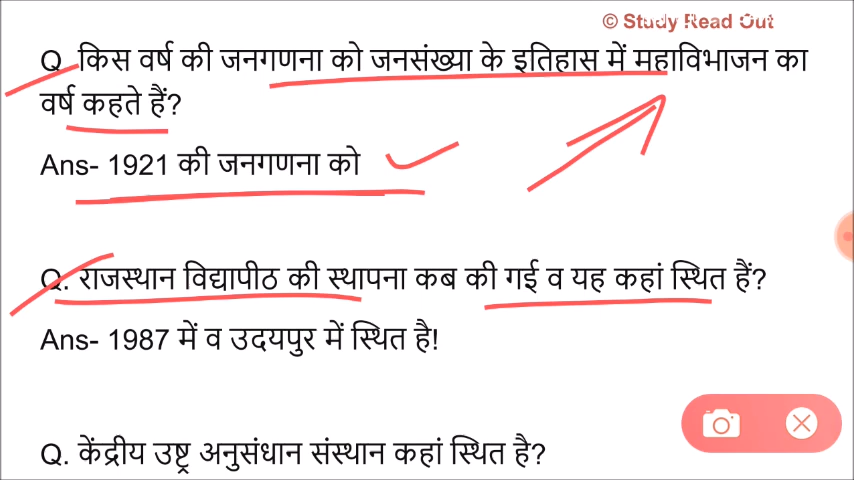 © Study Read Out
Q किस वर्ष की जनगणना को जनसंख्या के इतिहास में महाविभाजन का
वर्ष कहते हैं?
Ans- 1921 की जनगणना को
Q. राजस्थान विद्यापीठ की स्थापना कब की गई व यह कहां स्थित हैं?
Ans- 1987 में व उदयपुर में स्थित है!
Q. केंद्रीय उष्ट्र अनुसंधान संस्थान कहां स्थित है?